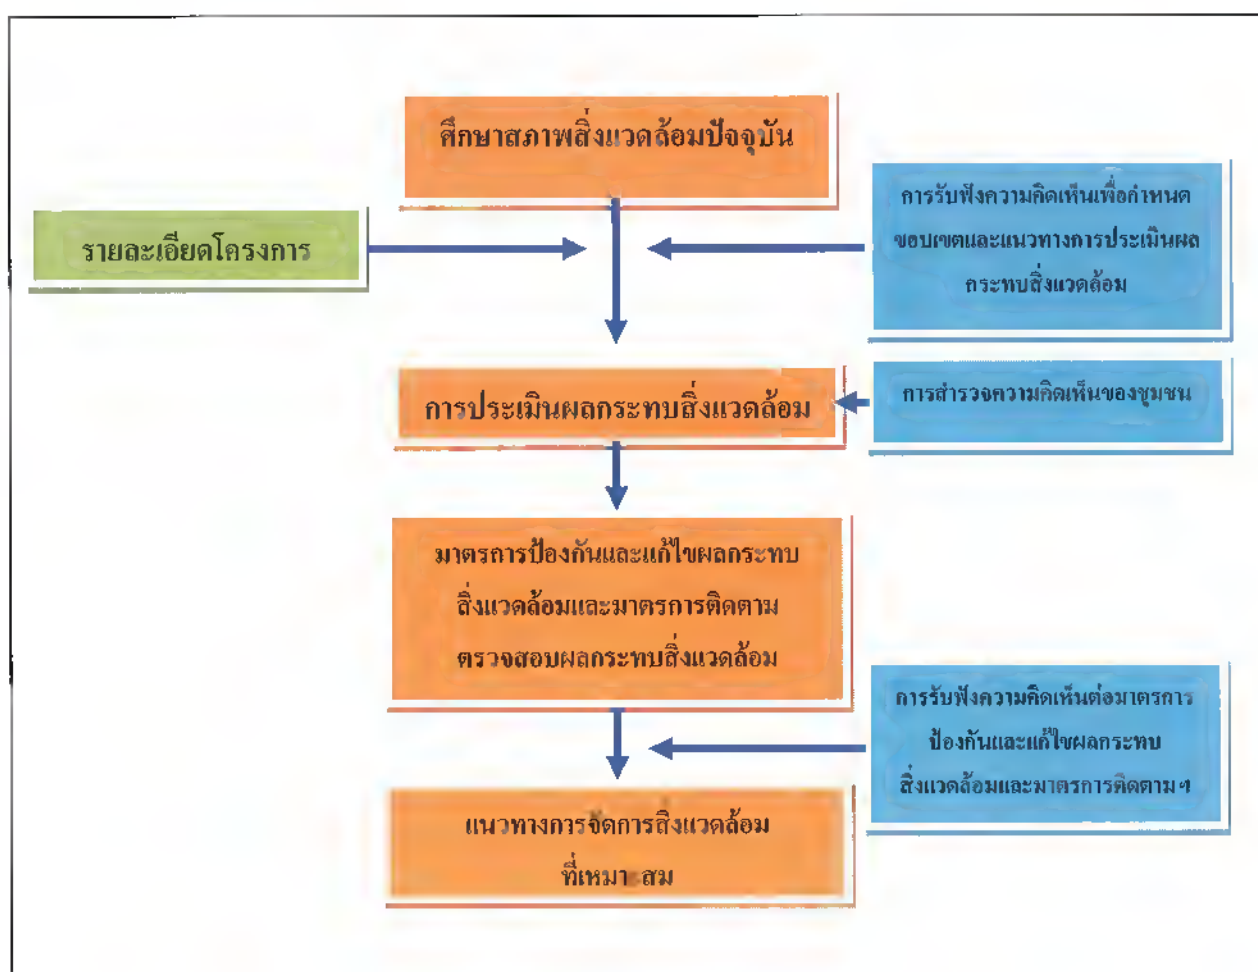 ศึกษาสภาพสิ่งแวดล้อมปัจจุบัน
รายละเอียดโครงการ
การรับฟังความคิดเห็นเพื่อกำหนด
ขอบเขตและแนวทางการประเมินผล
กระทบสิ่งแวดล้อม
การประเมินผลกระทบสิ่งแวดล้อม
การสำรวจความคิดเห็นของชุมชน
มาตรการป้องกันและแก้ไขผลกระทบ
สิ่งแวดล้อมและมาตรการติดตาม
ตรวจสอบผลกระทบสิ่งแวดล้อม
การรับฟังความคิดเห็นต่อมาตรการ
ป้องกันและแก้ไขผลกระทบ
สิ่งแวดล้อมและมาตรการติดตามฯ
แนวทางการจัดการสิ่งแวดล้อม
ที่เหมาะสม